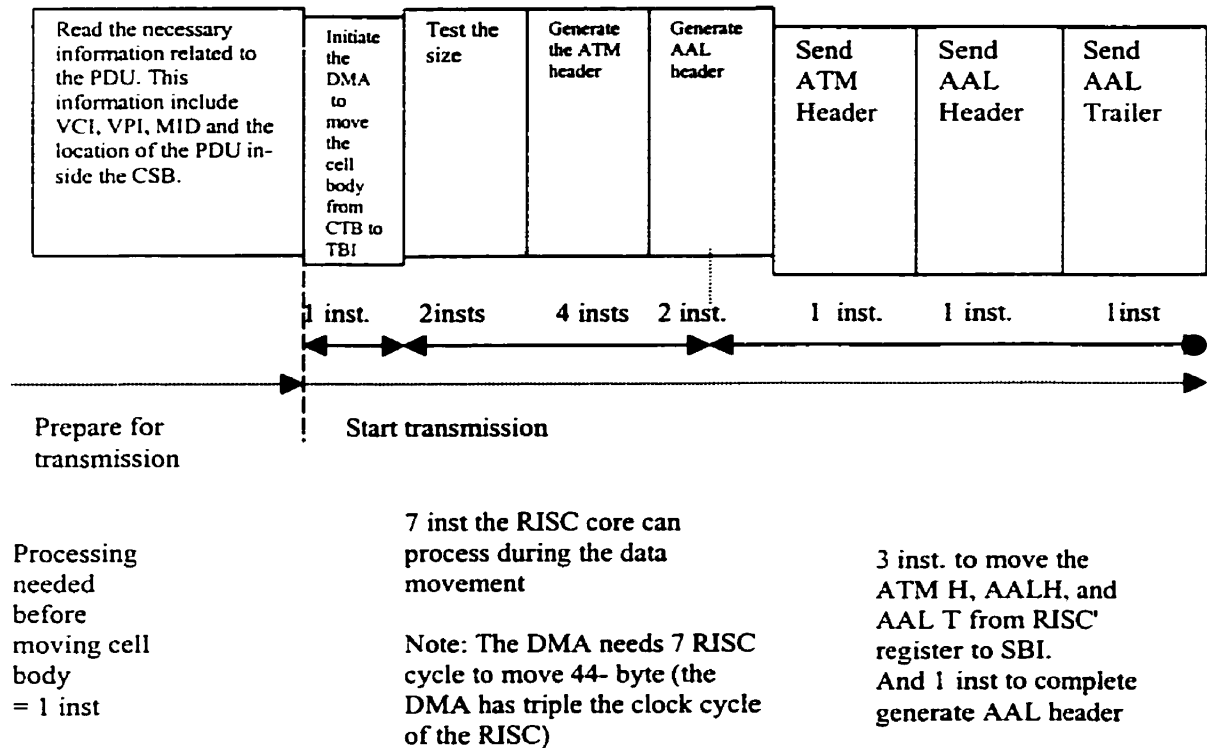 Read the necessary
information related to
the PDU. This
information include
VCI, VPI, MID and the
location of the PDU in-
side the CSB.
Initiate
the
DMA
to
move
the
cell
body
from
CTB to
TBI
Test the
size
Generate
the ATM
header
Generate
AAL
header
Send
ATM
Header
Send
AAL
Header
Send
AAL
Trailer
1 inst.
2insts
4 insts
2 inst.
1 inst.
1 inst.
1inst
Prepare for
transmission
Start transmission
Processing
needed
before
moving cell
body
= 1 inst
7 inst the RISC core can
process during the data
movement
Note: The DMA needs 7 RISC
cycle to move 44- byte (the
DMA has triple the clock cycle
of the RISC)
3 inst. to move the
ATM H, AALH, and
AAL T from RISC'
register to SBI.
And 1 inst to complete
generate AAL header